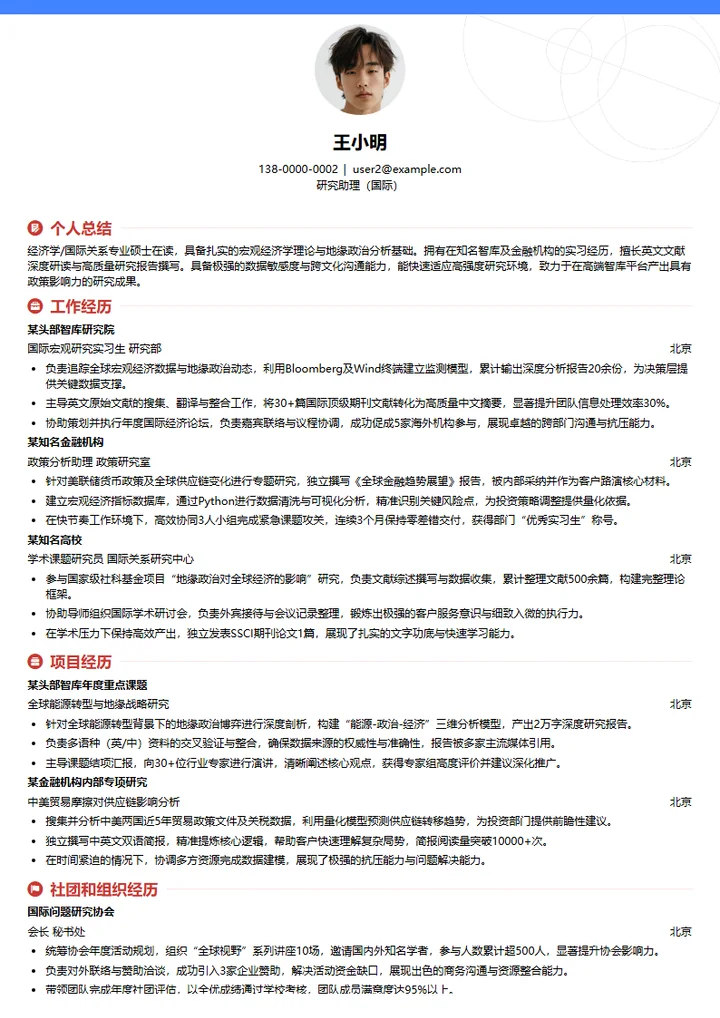 王小明
138-0000-0002 | user2@example.com
研究助理（国际）
个人总结
经济学/国际关系专业硕士在读，具备扎实的宏观经济学理论与地缘政治分析基础。拥有在知名智库及金融机构的实习经历，擅长英文文献
深度研读与高质量研究报告撰写。具备极强的数据敏感度与跨文化沟通能力，能快速适应高强度研究环境，致力于在高端智库平台产出具有
政策影响力的研究成果。
工作经历
某头部智库研究院
国际宏观研究实习生 研究部 北京
• 负责追踪全球宏观经济数据与地缘政治动态，利用Bloomberg及Wind终端建立监测模型，累计输出深度分析报告20余份，为决策层提
供关键数据支撑。
• 主导英文原始文献的搜集、翻译与整合工作，将30+篇国际顶级期刊文献转化为高质量中文摘要，显著提升团队信息处理效率30%。
• 协助策划并执行年度国际经济论坛，负责嘉宾联络与议程协调，成功促成5家海外机构参与，展现卓越的跨部门沟通与抗压能力。
某知名金融机构
政策分析助理 政策研究室 北京
• 针对美联储货币政策及全球供应链变化进行专题研究，独立撰写《全球金融趋势展望》报告，被内部采纳并作为客户路演核心材料。
• 建立宏观经济指标数据库，通过Python进行数据清洗与可视化分析，精准识别关键风险点，为投资策略调整提供量化依据。
• 在快节奏工作环境下，高效协同3人小组完成紧急课题攻关，连续3个月保持零差错交付，获得部门“优秀实习生”称号。
某知名高校
学术课题研究员 国际关系研究中心 北京
• 参与国家级社科基金项目“地缘政治对全球经济的影响”研究，负责文献综述撰写与数据收集，累计整理文献500余篇，构建完整理论
框架。
• 协助导师组织国际学术研讨会，负责外宾接待与会议记录整理，锻炼出极强的客户服务意识与细致入微的执行力。
• 在学术压力下保持高效产出，独立发表SSCI期刊论文1篇，展现了扎实的文字功底与快速学习能力。
项目经历
某头部智库年度重点课题
全球能源转型与地缘战略研究 北京
• 针对全球能源转型背景下的地缘政治博弈进行深度剖析，构建“能源-政治-经济”三维分析模型，产出2万字深度研究报告。
• 负责多语种（英/中）资料的交叉验证与整合，确保数据来源的权威性与准确性，报告被多家主流媒体引用。
• 主导课题结项汇报，向30+位行业专家进行演讲，清晰阐述核心观点，获得专家组高度评价并建议深化推广。
某金融机构内部专项研究
中美贸易摩擦对供应链影响分析 北京
• 搜集并分析中美两国近5年贸易政策文件及关税数据，利用量化模型预测供应链转移趋势，为投资部门提供前瞻性建议。
• 独立撰写中英文双语简报，精准提炼核心逻辑，帮助客户快速理解复杂局势，简报阅读量突破10000+次。
• 在时间紧迫的情况下，协调多方资源完成数据建模，展现了极强的抗压能力与问题解决能力。
社团和组织经历
国际问题研究协会
会长 秘书处 北京
• 统筹协会年度活动规划，组织“全球视野”系列讲座10场，邀请国内外知名学者，参与人数累计超500人，显著提升协会影响力。
• 负责对外联络与赞助洽谈，成功引入3家企业赞助，解决活动资金缺口，展现出色的商务沟通与资源整合能力。
• 带领团队完成年度社团评估，以全优成绩通过学校考核，团队成员满意度达95%以上。